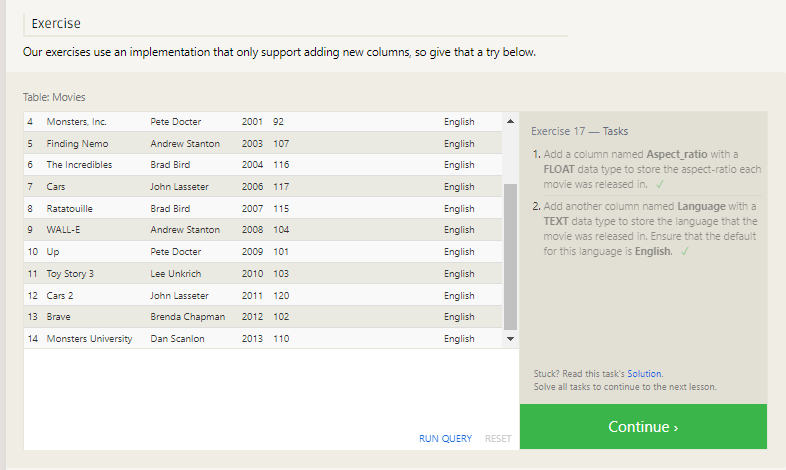 Exercise
Our exercises use an implementation that only support adding new columns, so give that a try below.
Table: Movies
4 Monsters, Inc. Pete Docter 2001 92 English
5 Finding Nemo Andrew Stanton 2003 107 English
6 The Incredibles Brad Bird 2004 116 English
7 Cars John Lasseter 2006 117 English
8 Ratatouille Brad Bird 2007 115 English
9 WALL-E Andrew Stanton 2008 104 English
10 Up Pete Docter 2009 101 English
11 Toy Story 3 Lee Unkrich 2010 103 English
12 Cars 2 John Lasseter 2011 120 English
13 Brave Brenda Chapman 2012 102 English
14 Monsters University Dan Scanlon 2013 110 English
RUN QUERY RESET
Exercise 17 — Tasks
1. Add a column named Aspect_ratio with a
FLOAT data type to store the aspect-ratio each
movie was released in. ✓
2. Add another column named Language with a
TEXT data type to store the language that the
movie was released in. Ensure that the default
for this language is English. ✓
Stuck? Read this task's Solution.
Solve all tasks to continue to the next lesson.
Continue ›